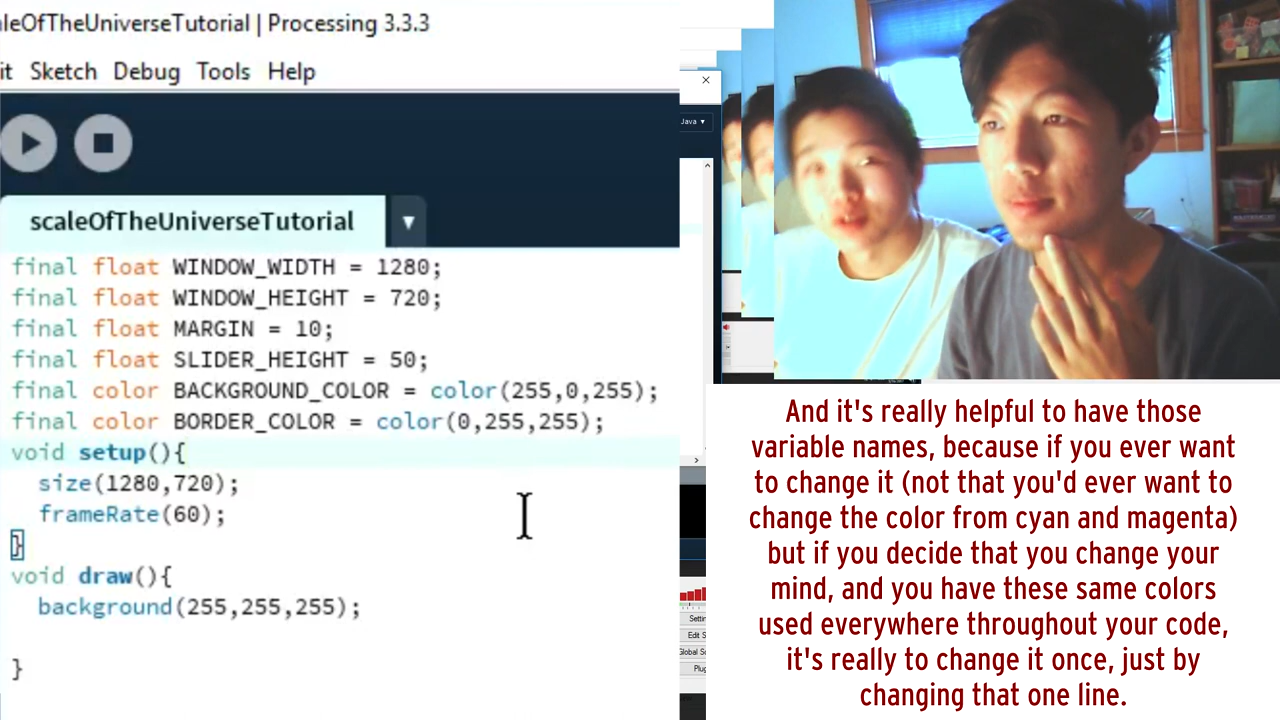 aleOfTheUniverseTutorial | Processing 3.3.3
it Sketch Debug Tools Help
Java
scaleOfTheUniverseTutorial
final float WINDOW_WIDTH = 1280;
final float WINDOW_HEIGHT = 720;
final float MARGIN = 10;
final float SLIDER_HEIGHT = 50;
final color BACKGROUND_COLOR = color(255,0,255);
final color BORDER_COLOR = color(0,255,255);
void setup(){
size(1280,720);
frameRate(60);
}
void draw(){
background(255,255,255);
}
Settin
Edit S
Global Sc
Plug
And it's really helpful to have those
variable names, because if you ever want
to change it (not that you'd ever want to
change the color from cyan and magenta)
but if you decide that you change your
mind, and you have these same colors
used everywhere throughout your code,
it's really to change it once, just by
changing that one line.